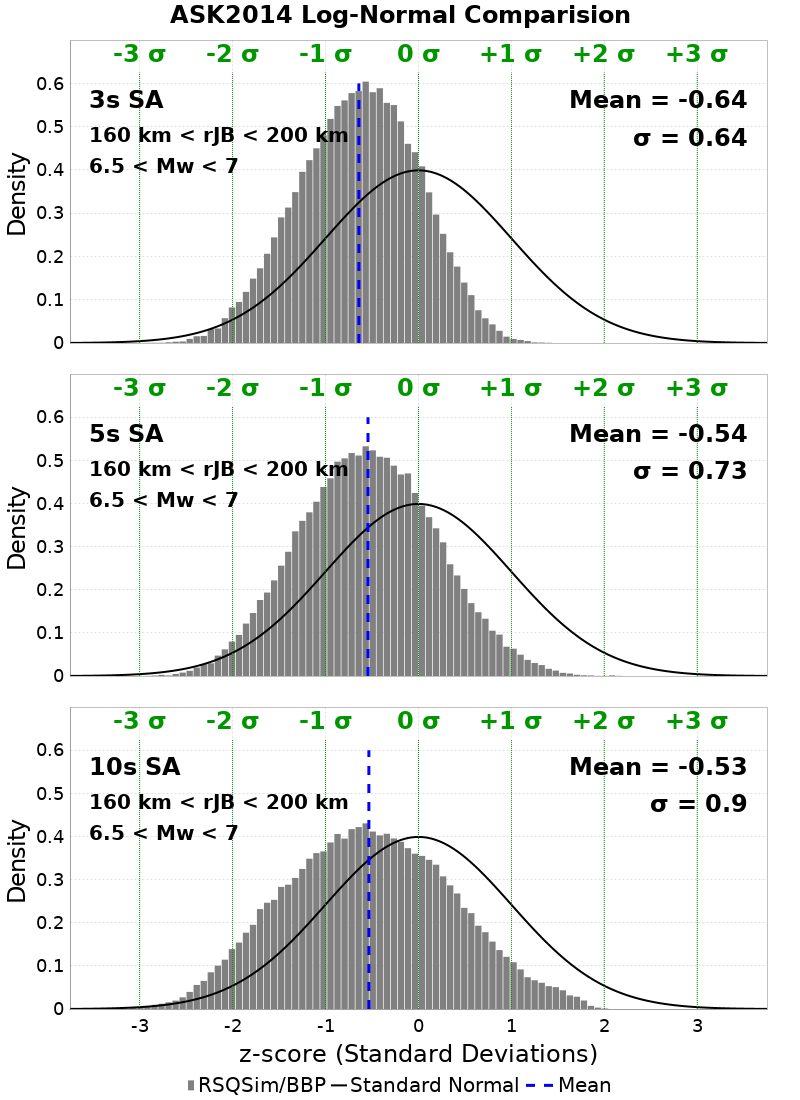 ASK2014 Log-Normal Comparision
-3 σ -2 σ -1 σ 0 σ +1 σ +2 σ +3 σ
3s SA
160 km < rJB < 200 km
6.5 < Mw < 7
Mean = -0.64
σ = 0.64
Density
0.6
0.5
0.4
0.3
0.2
0.1
0
-3 σ -2 σ -1 σ 0 σ +1 σ +2 σ +3 σ
5s SA
160 km < rJB < 200 km
6.5 < Mw < 7
Mean = -0.54
σ = 0.73
Density
0.6
0.5
0.4
0.3
0.2
0.1
0
-3 σ -2 σ -1 σ 0 σ +1 σ +2 σ +3 σ
10s SA
160 km < rJB < 200 km
6.5 < Mw < 7
Mean = -0.53
σ = 0.9
Density
0.6
0.5
0.4
0.3
0.2
0.1
0
-3 -2 -1 0 1 2 3
z-score (Standard Deviations)
RSQSim/BBP Standard Normal Mean